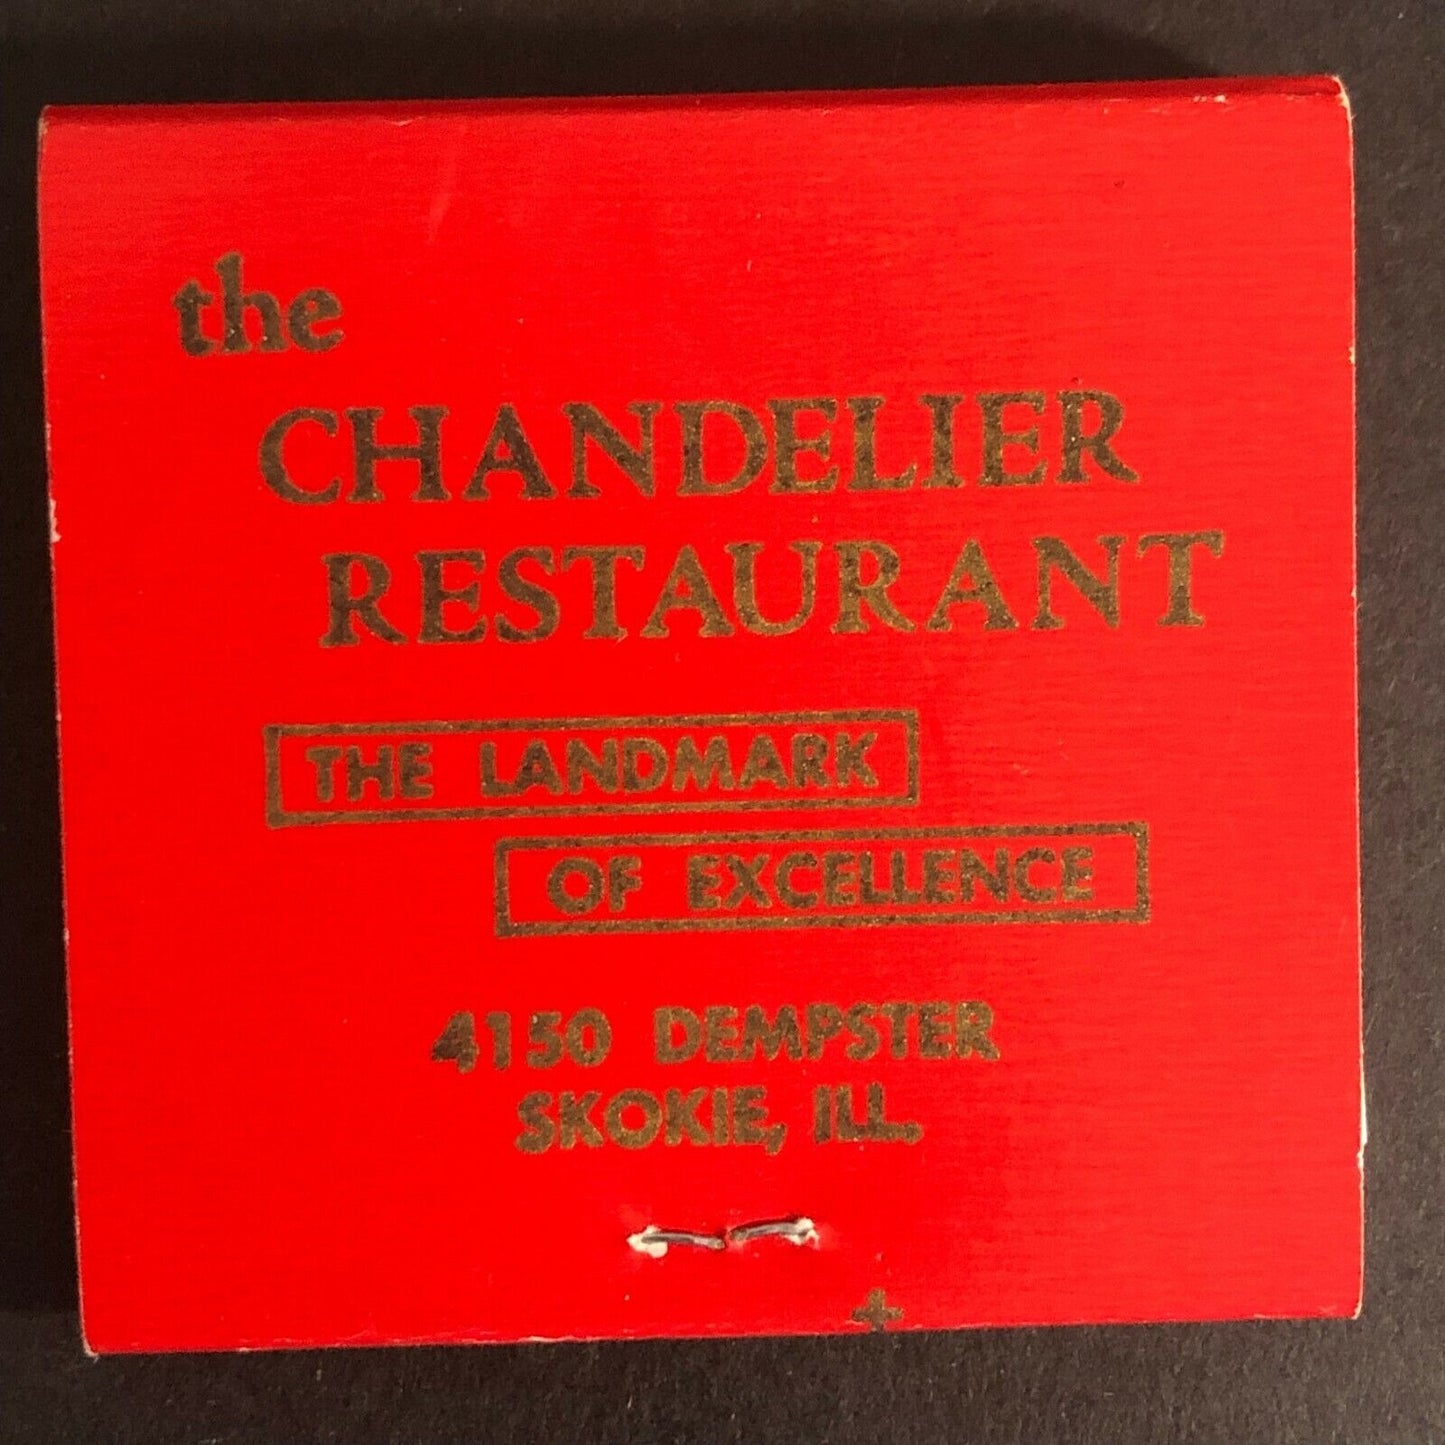 the
CHANDELIER
RESTAURANT
THE LANDMARK
OF EXCELLENCE
4150 DEMPSTER
SKOKIE, ILL.